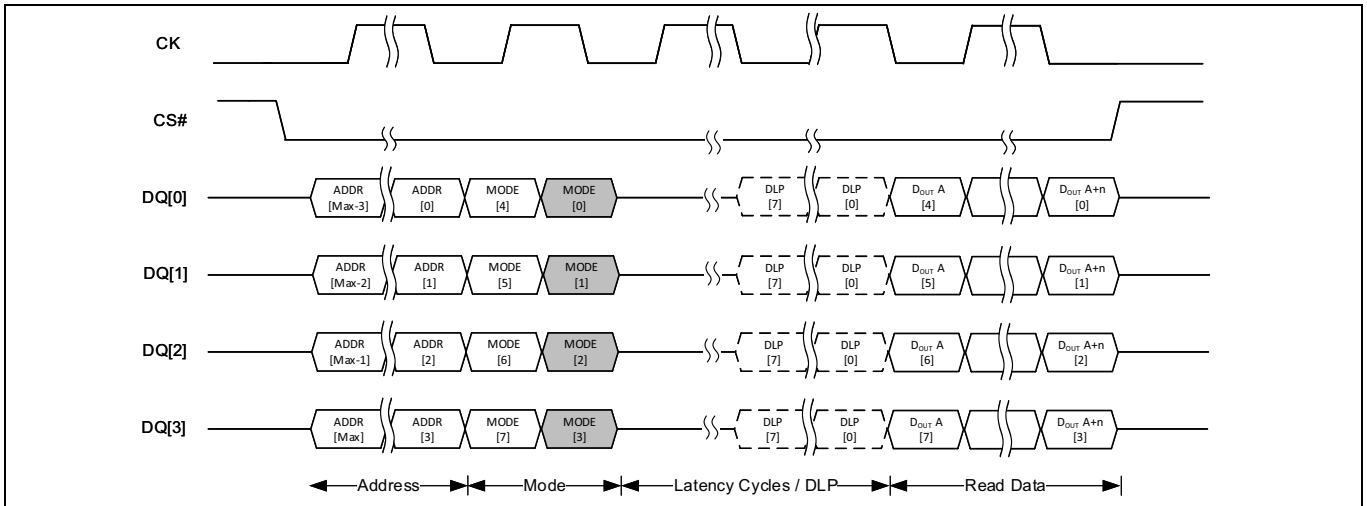 CK
CS#
DQ[0] ADDR [Max-3] ADDR [0] MODE [4] MODE [0] DLP [7] DLP [0] DOUT A [4] DOUT A+n [0]
DQ[1] ADDR [Max-2] ADDR [1] MODE [5] MODE [1] DLP [7] DLP [0] DOUT A [5] DOUT A+n [1]
DQ[2] ADDR [Max-1] ADDR [2] MODE [6] MODE [2] DLP [7] DLP [0] DOUT A [6] DOUT A+n [2]
DQ[3] ADDR [Max] ADDR [3] MODE [7] MODE [3] DLP [7] DLP [0] DOUT A [7] DOUT A+n [3]
Address Mode Latency Cycles / DLP Read Data